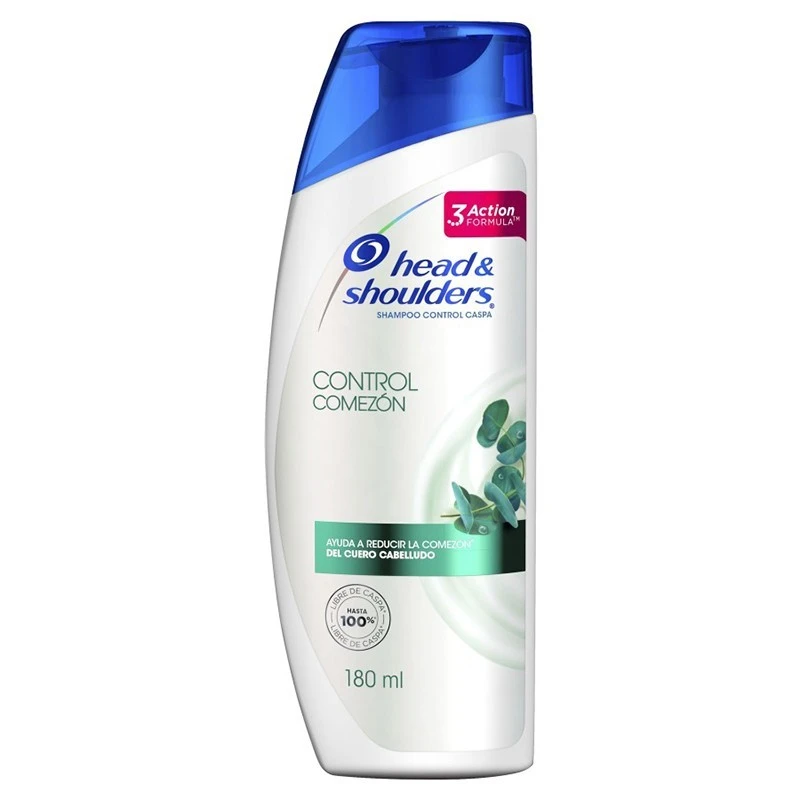 3 Action
FORMULA™
head &
shoulders®
SHAMPOO CONTROL CASPA
CONTROL
COMEZÓN
AYUDA A REDUCIR LA COMEZÓN*
DEL CUERO CABELLUDO
LIBRE DE CASPA*
HASTA
100%*
LIBRE DE CASPA*
180 ml